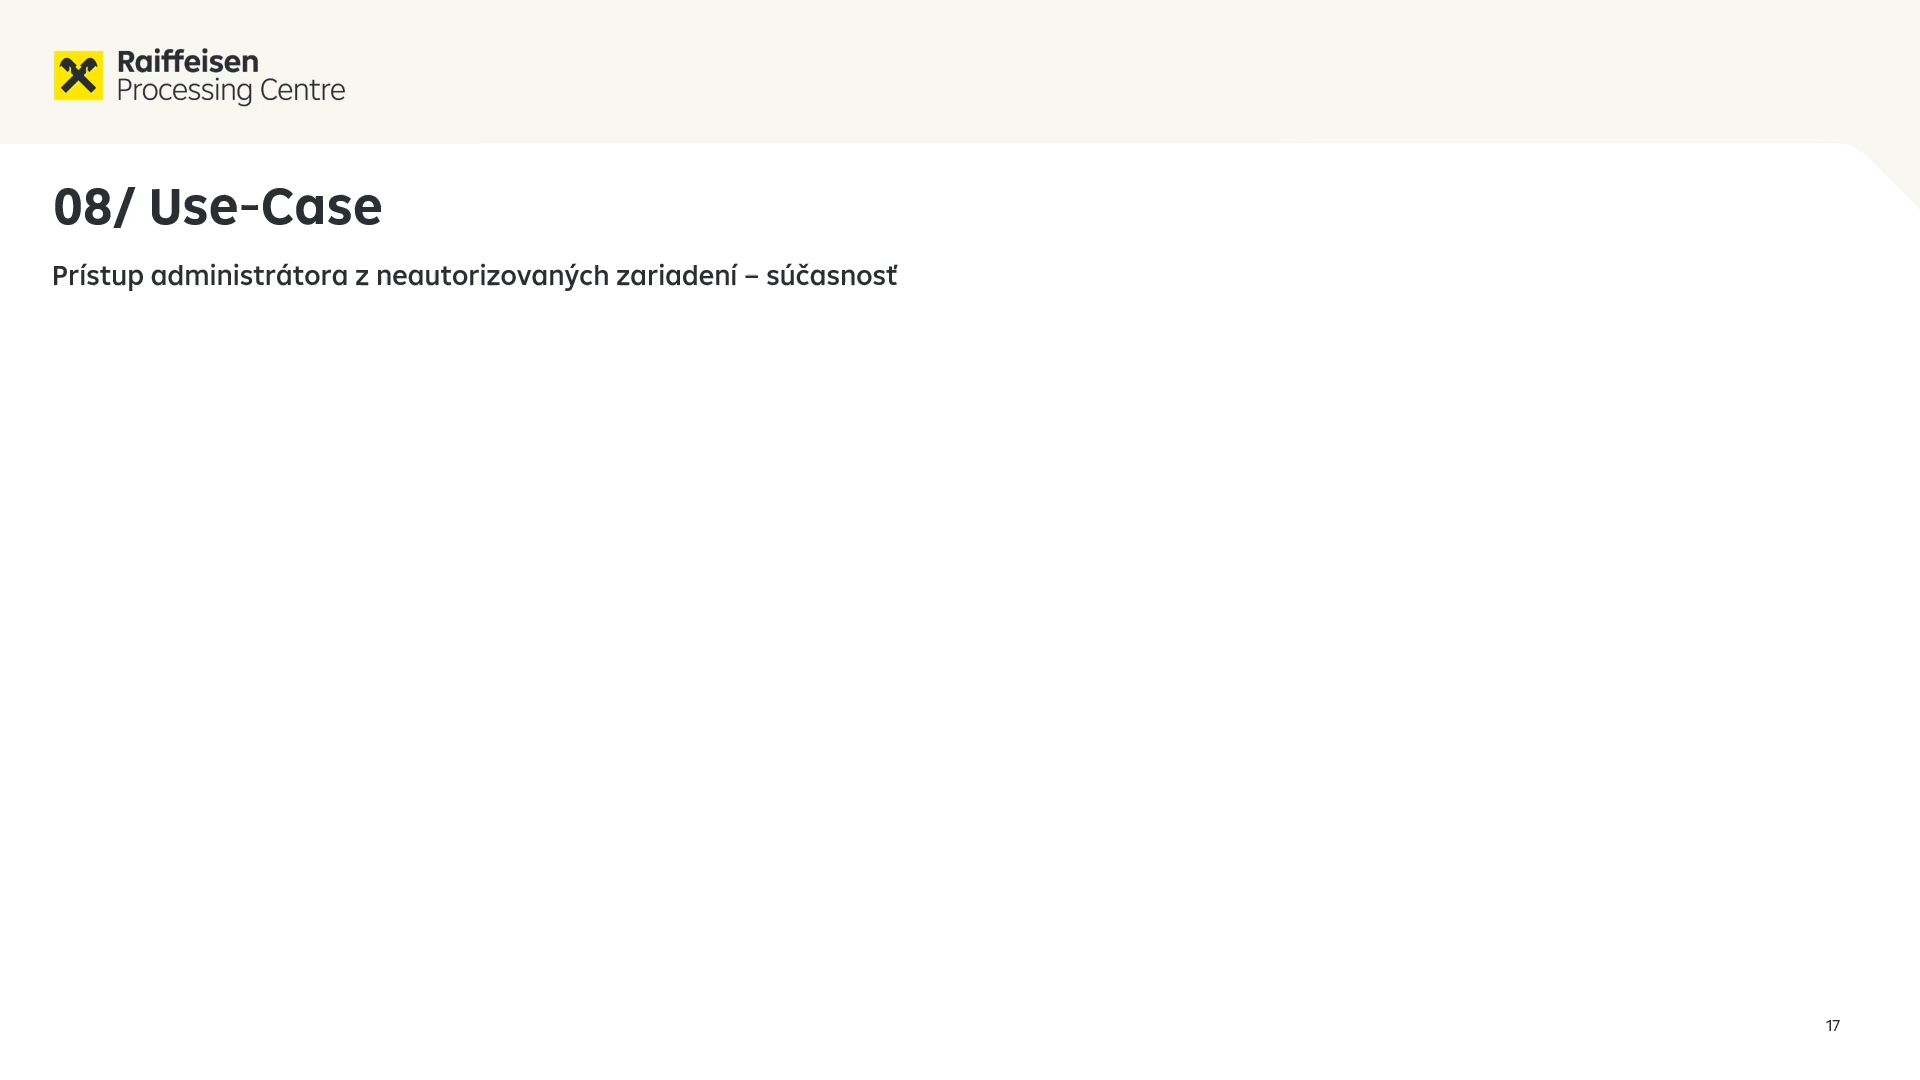 Raiffeisen
Processing Centre
08/ Use-Case
Prístup administrátora z neautorizovaných zariadení – súčasnosť
17